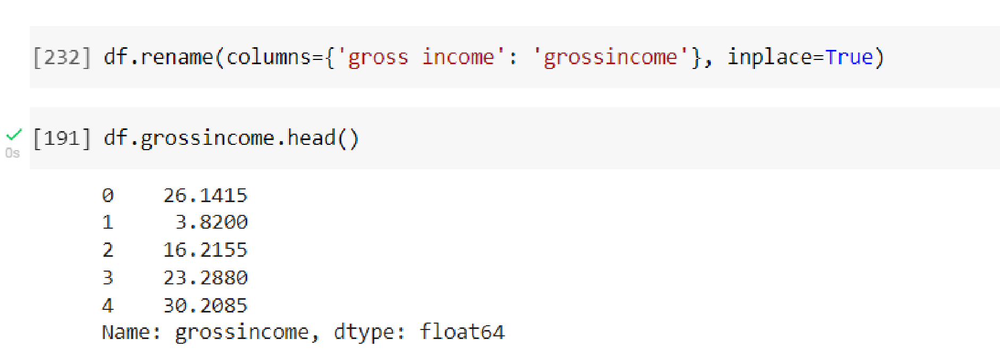 [232] df.rename(columns={'gross income': 'grossincome'}, inplace=True)
[191] df.grossincome.head()
0s
0    26.1415
1     3.8200
2    16.2155
3    23.2880
4    30.2085
Name: grossincome, dtype: float64